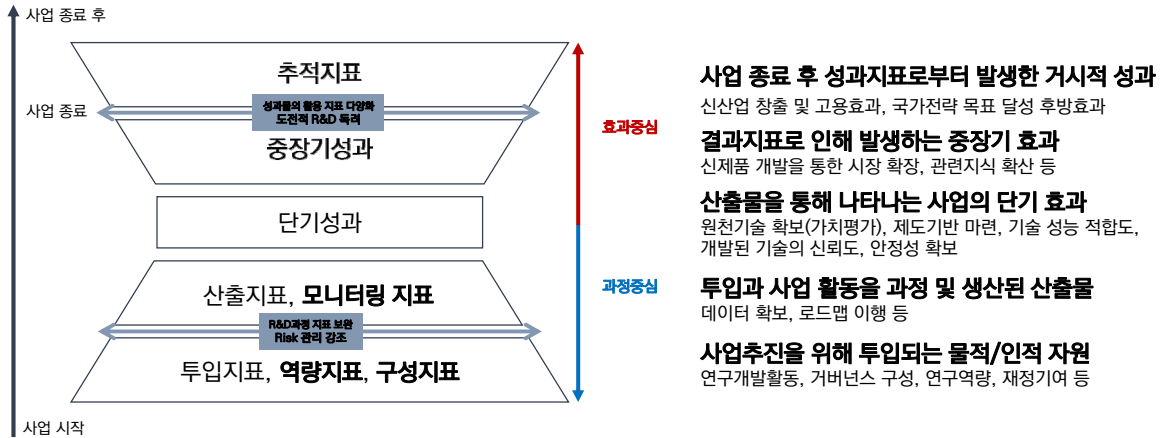 사업 종료 후
추적지표
사업 종료
성과물의 활용 지표 다양화
도전적 R&D 독려
중장기성과
단기성과
산출지표, 모니터링 지표
R&D과정 지표 보완
Risk 관리 강조
투입지표, 역량지표, 구성지표
사업 시작
효과중심
과정중심
사업 종료 후 성과지표로부터 발생한 거시적 성과
신산업 창출 및 고용효과, 국가전략 목표 달성 후방효과
결과지표로 인해 발생하는 중장기 효과
신제품 개발을 통한 시장 확장, 관련지식 확산 등
산출물을 통해 나타나는 사업의 단기 효과
원천기술 확보(가치평가), 제도기반 마련, 기술 성능 적합도,
개발된 기술의 신뢰도, 안정성 확보
투입과 사업 활동을 과정 및 생산된 산출물
데이터 확보, 로드맵 이행 등
사업추진을 위해 투입되는 물적/인적 자원
연구개발활동, 거버넌스 구성, 연구역량, 재정기여 등